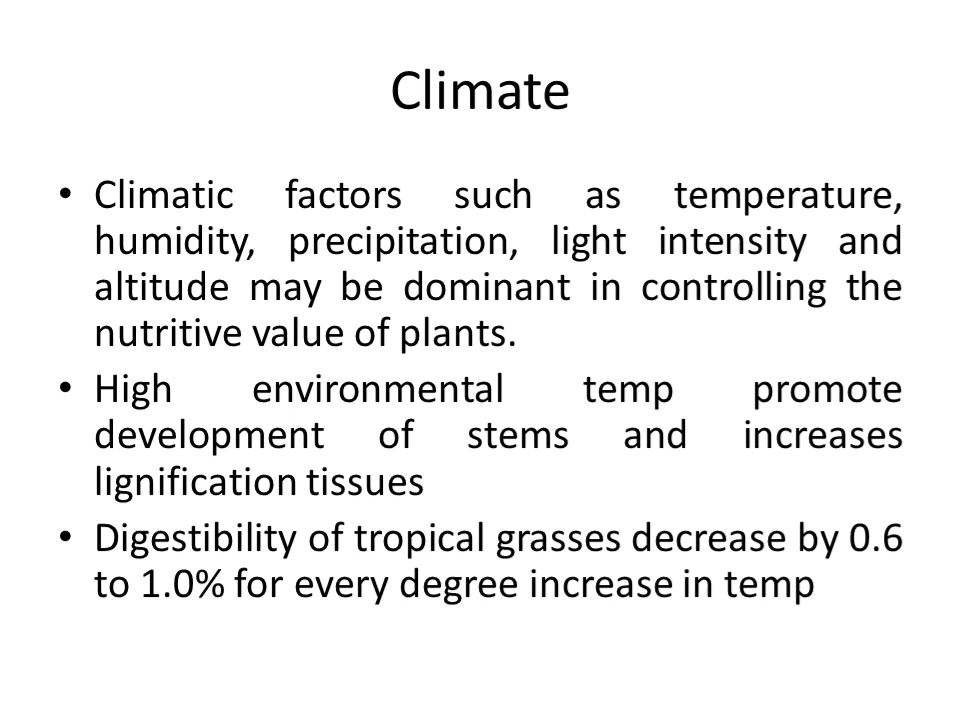 Climate
• Climatic factors such as temperature,
humidity, precipitation, light intensity and
altitude may be dominant in controlling the
nutritive value of plants.
• High environmental temp promote
development of stems and increases
lignification tissues
• Digestibility of tropical grasses decrease by 0.6
to 1.0% for every degree increase in temp